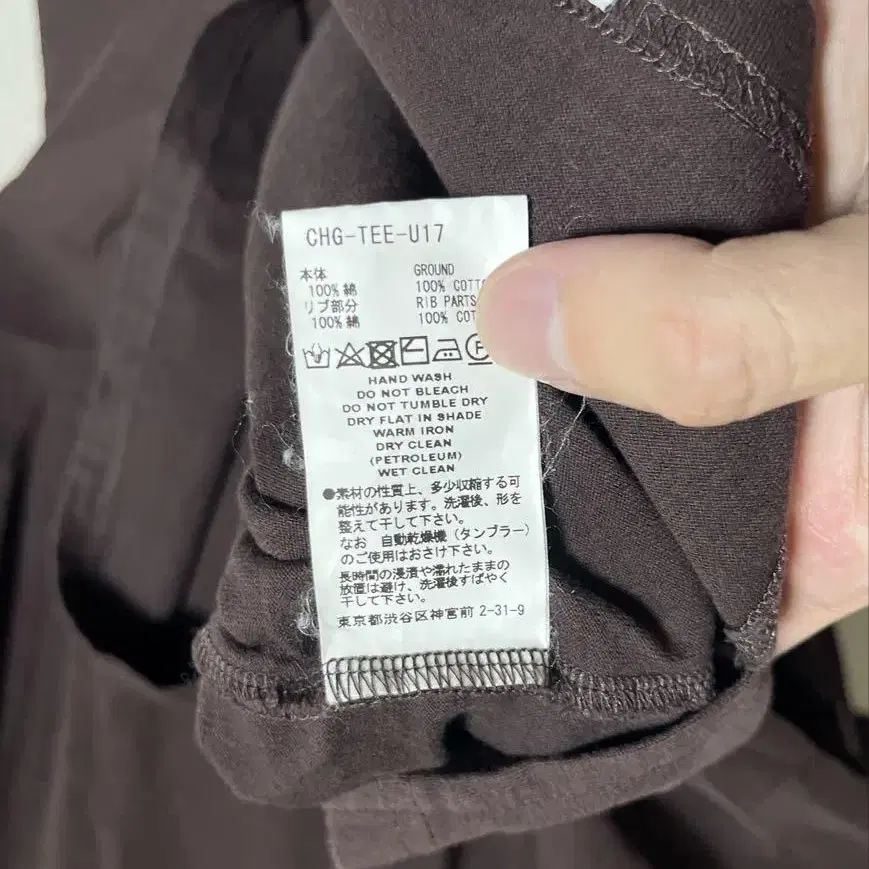 CHG-TEE-U17
本体 GROUND
100% 綿 100% COTT
リブ部分 RIB PARTS
100% 綿 100% COT
HAND WASH
DO NOT BLEACH
DO NOT TUMBLE DRY
DRY FLAT IN SHADE
WARM IRON
DRY CLEAN
(PETROLEUM)
WET CLEAN
●素材の性質上、多少収縮する可
能性があります。洗濯後、形を
整えて干して下さい。
なお 自動乾燥機（タンブラー）
のご使用はおさけ下さい。
長時間の浸漬や濡れたままの
放置は避け、洗濯後すばやく
干して下さい。
東京都渋谷区神宮前 2-31-9